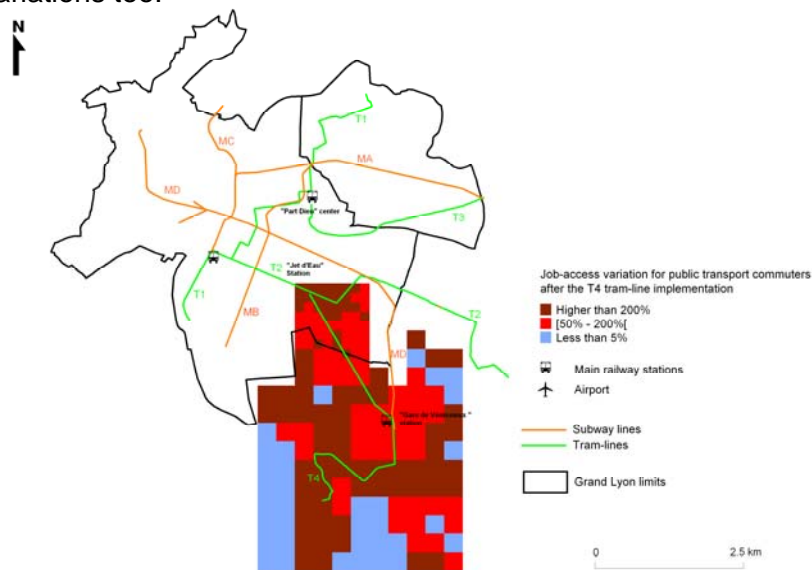 ariations too.
N
T1
MC
MA
MD
"Part Dieu" center
T3
"Jet d'Eau"
Station
T2
T1
MB
T2
MD
"Gare de Vénissieux "
station
T4
Job-access variation for public transport commuters
after the T4 tram-line implementation
Higher than 200%
[50% - 200%[
Less than 5%
Main railway stations
Airport
Subway lines
Tram-lines
Grand Lyon limits
0 2.5 km